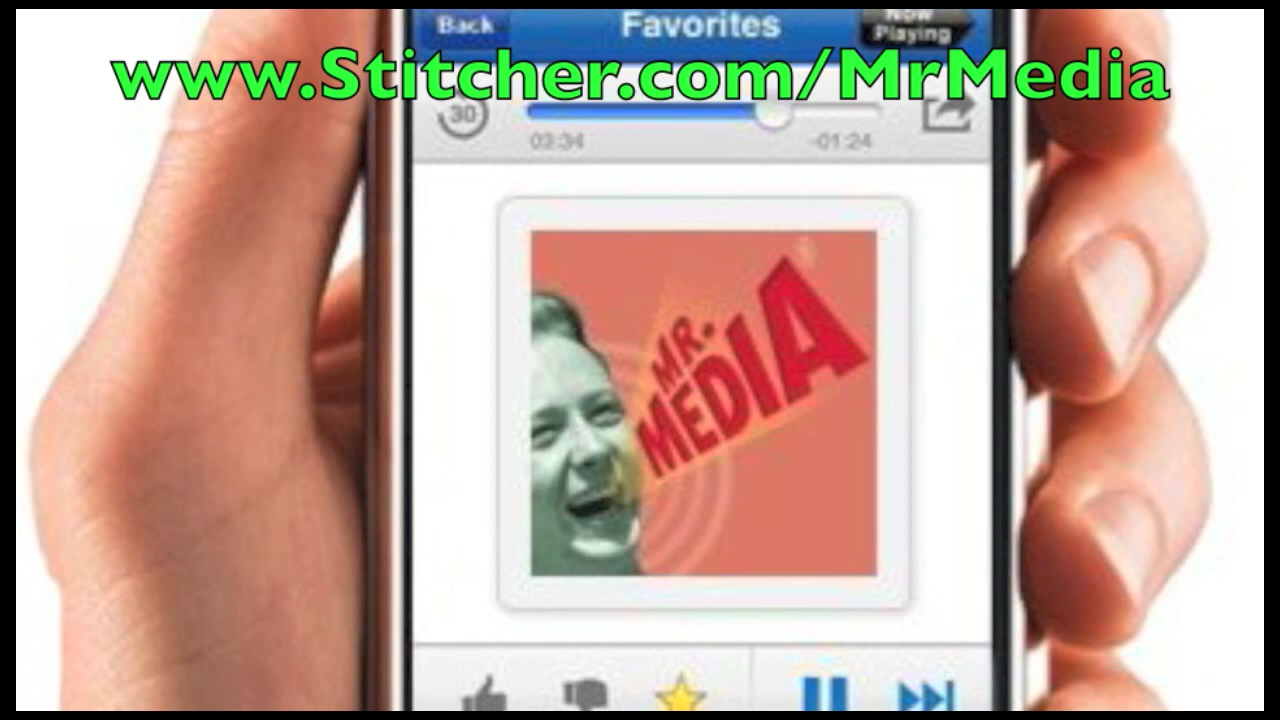 Back
Favorites
Now
Playing
www.Stitcher.com/MrMedia
30
03:34
-01:24
MR.
MEDIA
®